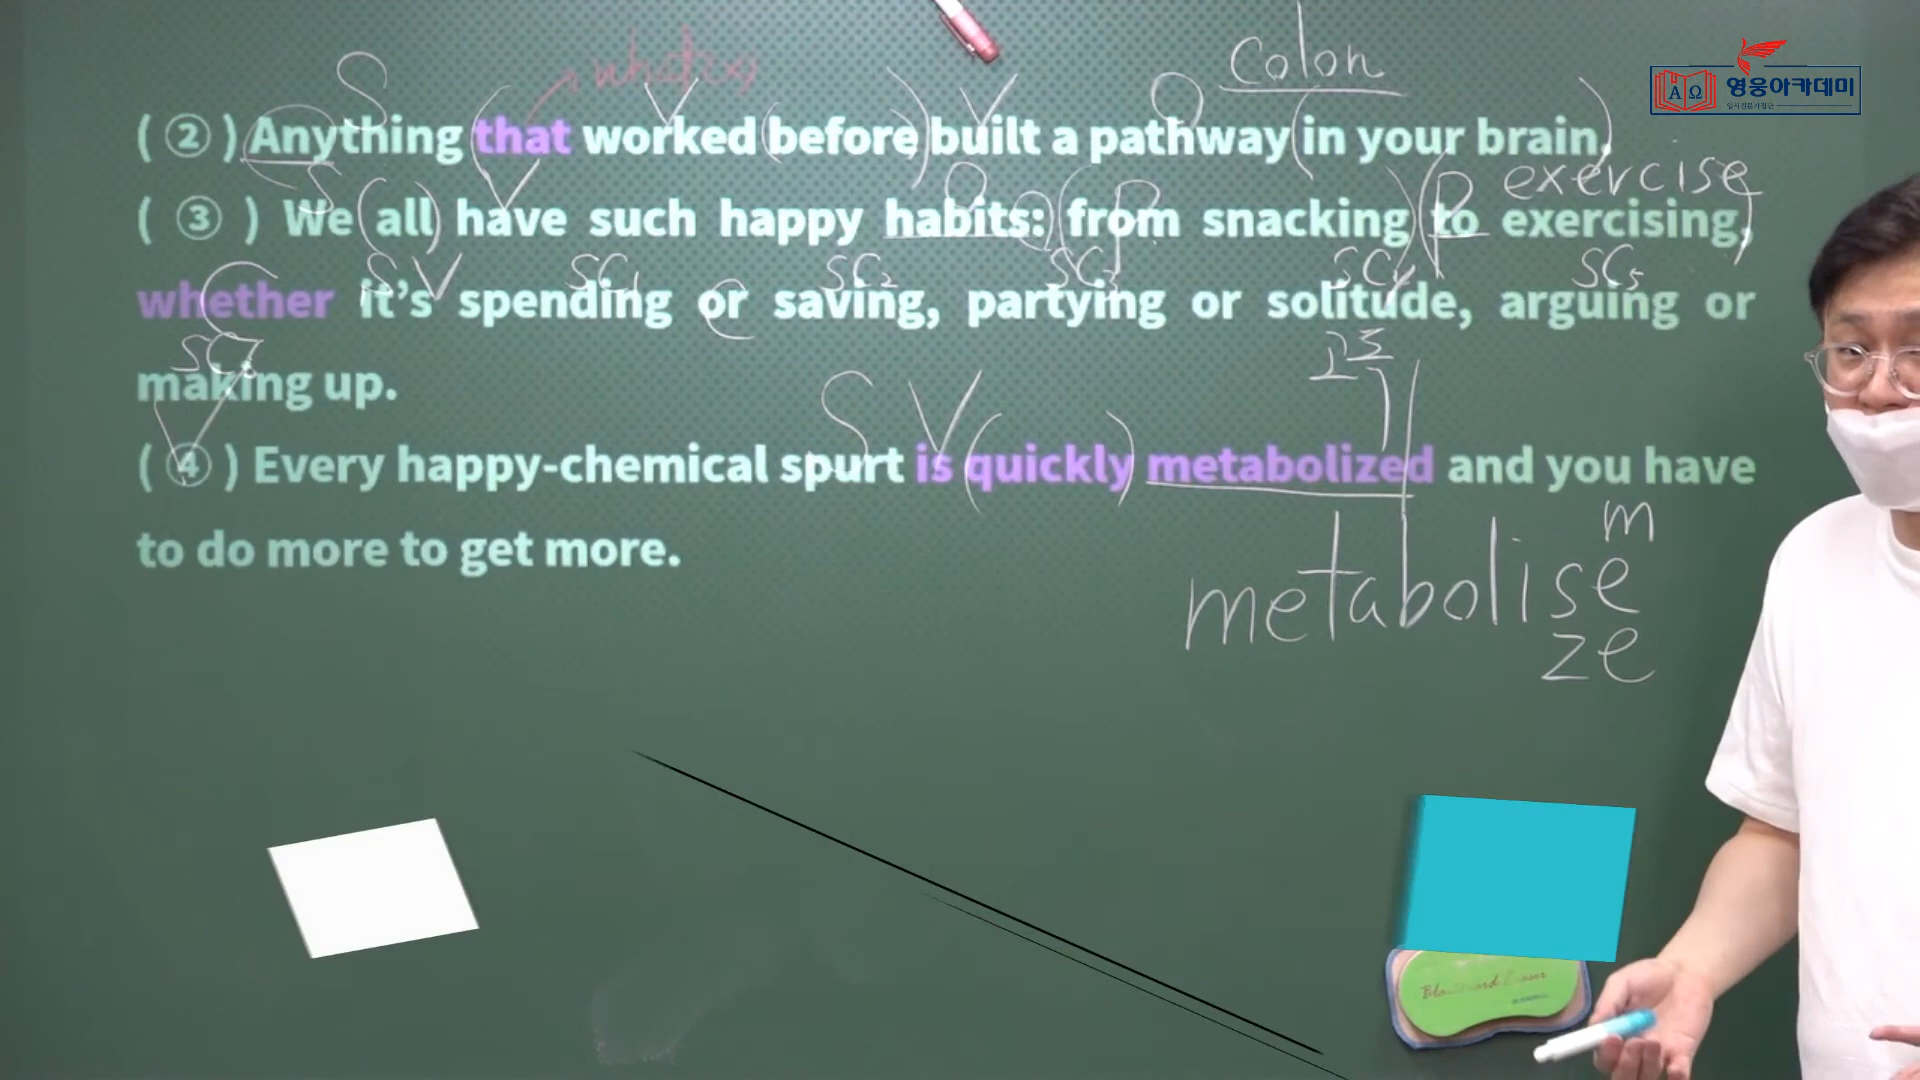 colon
영웅아카데미
( ② ) Anything that worked before built a pathway in your brain.
exercise
( ③ ) We all have such happy habits: from snacking to exercising,
SC1 SC2 SC3 SC4 SC5
whether it's spending or saving, partying or solitude, arguing or
making up.
S V
( ④ ) Every happy-chemical spurt is quickly metabolized and you have
to do more to get more.
m
metabolise
ze
Blackboard Eraser